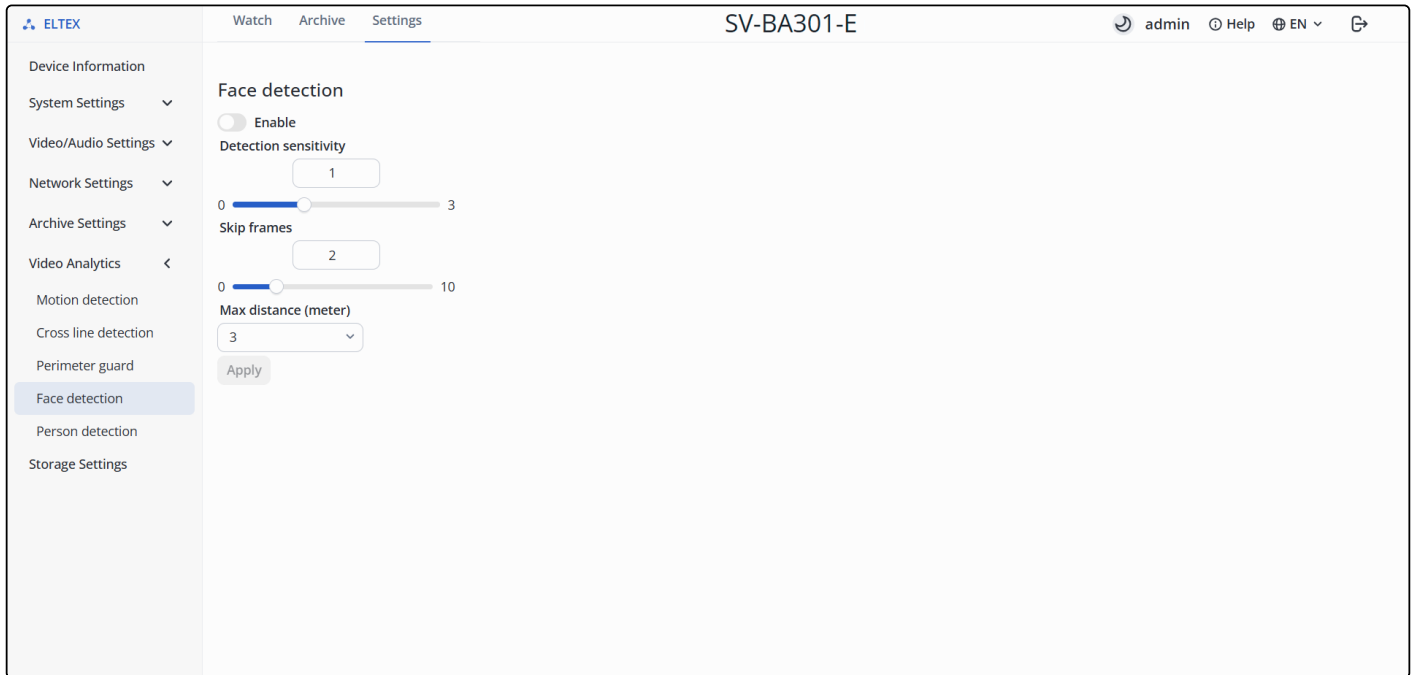 ELTEX
Watch Archive Settings
SV-BA301-E
admin Help EN
Device Information
System Settings
Video/Audio Settings
Network Settings
Archive Settings
Video Analytics
Motion detection
Cross line detection
Perimeter guard
Face detection
Person detection
Storage Settings
Face detection
Enable
Detection sensitivity
1
0 3
Skip frames
2
0 10
Max distance (meter)
3
Apply